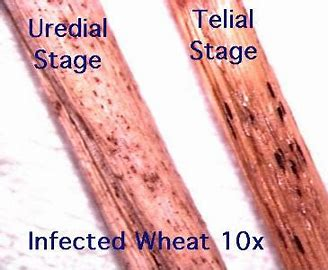 Uredial
Stage
Telial
Stage
Infected Wheat 10x